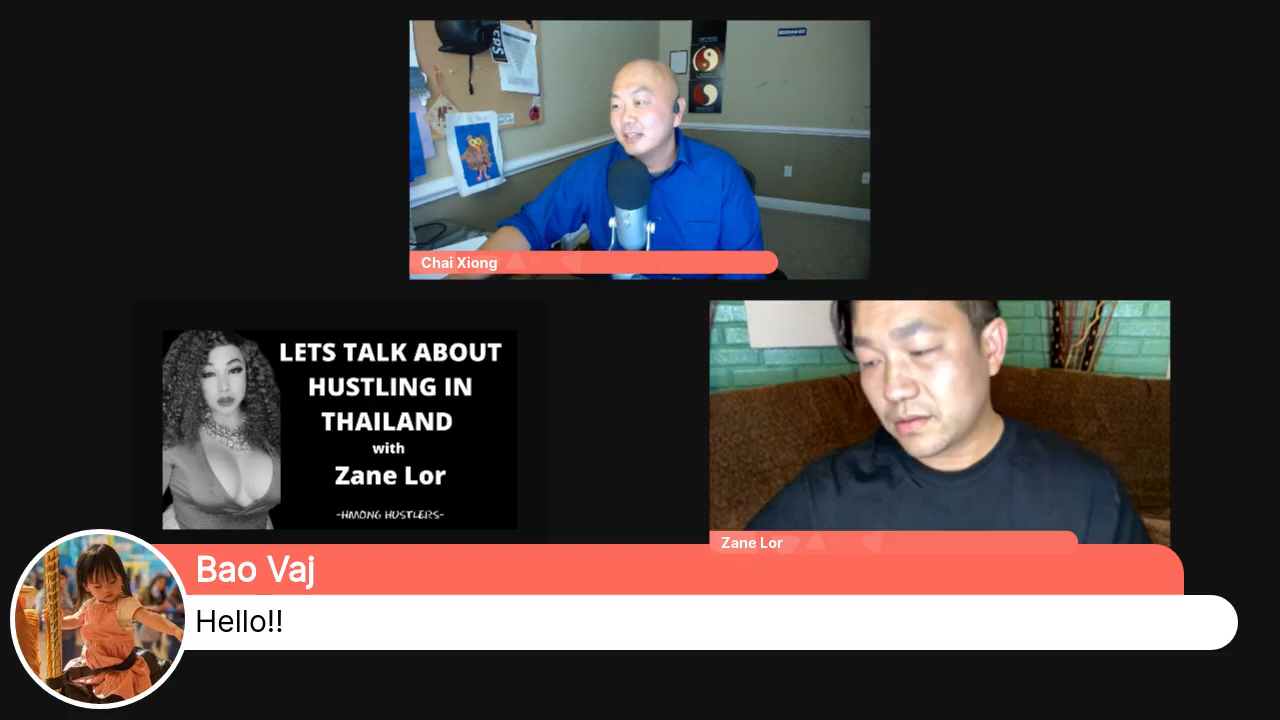 Chai Xiong
LETS TALK ABOUT
HUSTLING IN
THAILAND
with
Zane Lor
-HMONG HUSTLERS-
Zane Lor
Bao Vaj
Hello!!